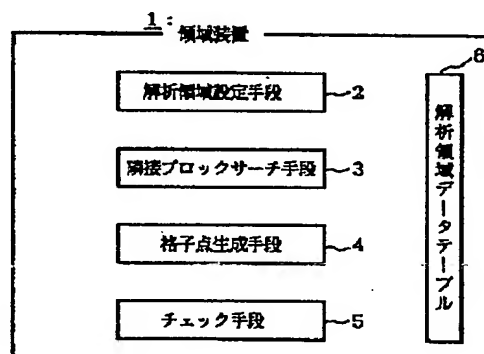 1：領域装置
解析領域設定手段 2
隣接ブロックサーチ手段 3
格子点生成手段 4
チェック手段 5
6
解析領域データテーブル